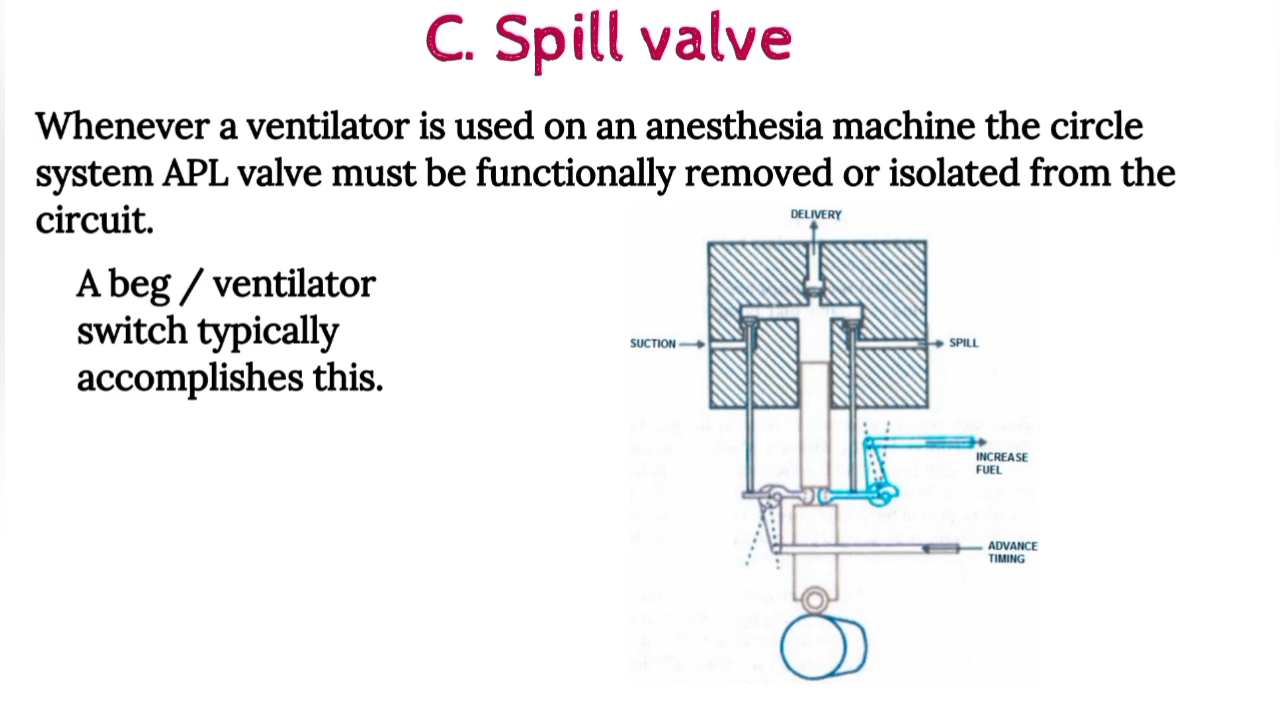 C. Spill valve
Whenever a ventilator is used on an anesthesia machine the circle
system APL valve must be functionally removed or isolated from the
circuit.
A beg / ventilator
switch typically
accomplishes this.
DELIVERY
SUCTION
SPILL
INCREASE
FUEL
ADVANCE
TIMING